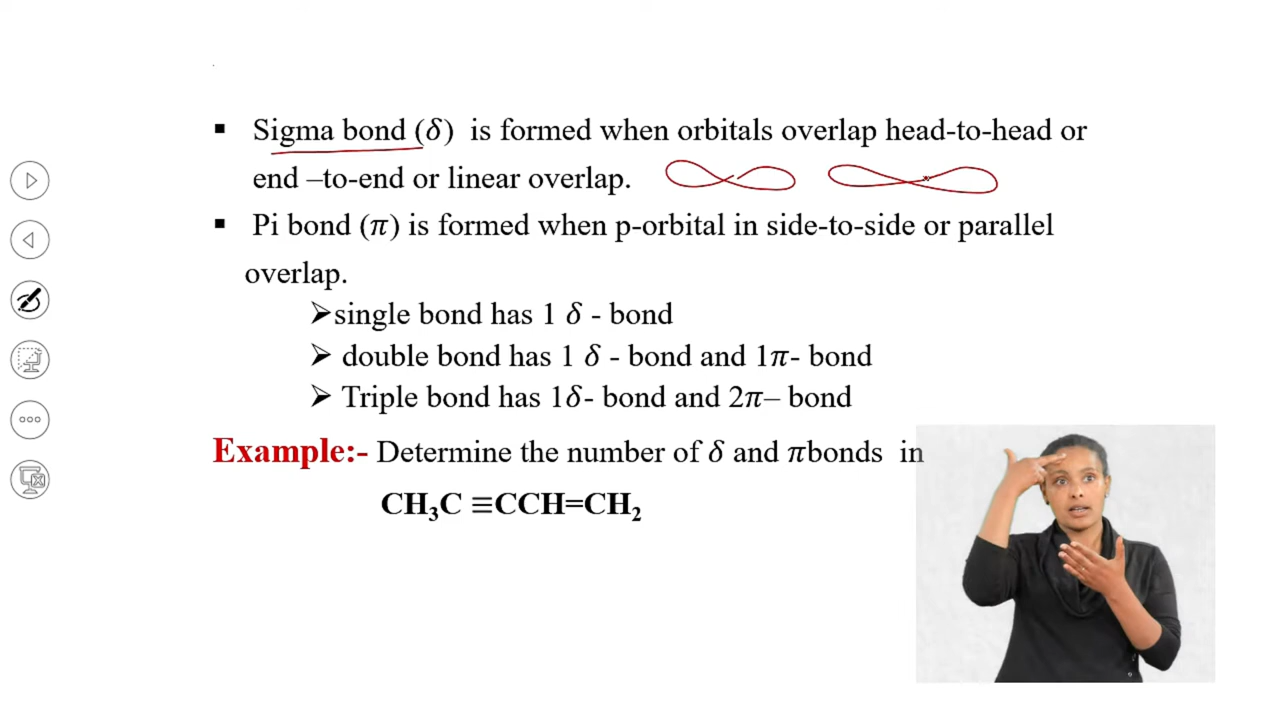 ▪ Sigma bond (δ) is formed when orbitals overlap head-to-head or
end –to-end or linear overlap.
▪ Pi bond (π) is formed when p-orbital in side-to-side or parallel
overlap.
➢single bond has 1 δ - bond
➢ double bond has 1 δ - bond and 1π- bond
➢ Triple bond has 1δ- bond and 2π– bond
Example:- Determine the number of δ and π bonds in
CH₃C ≡CCH=CH₂